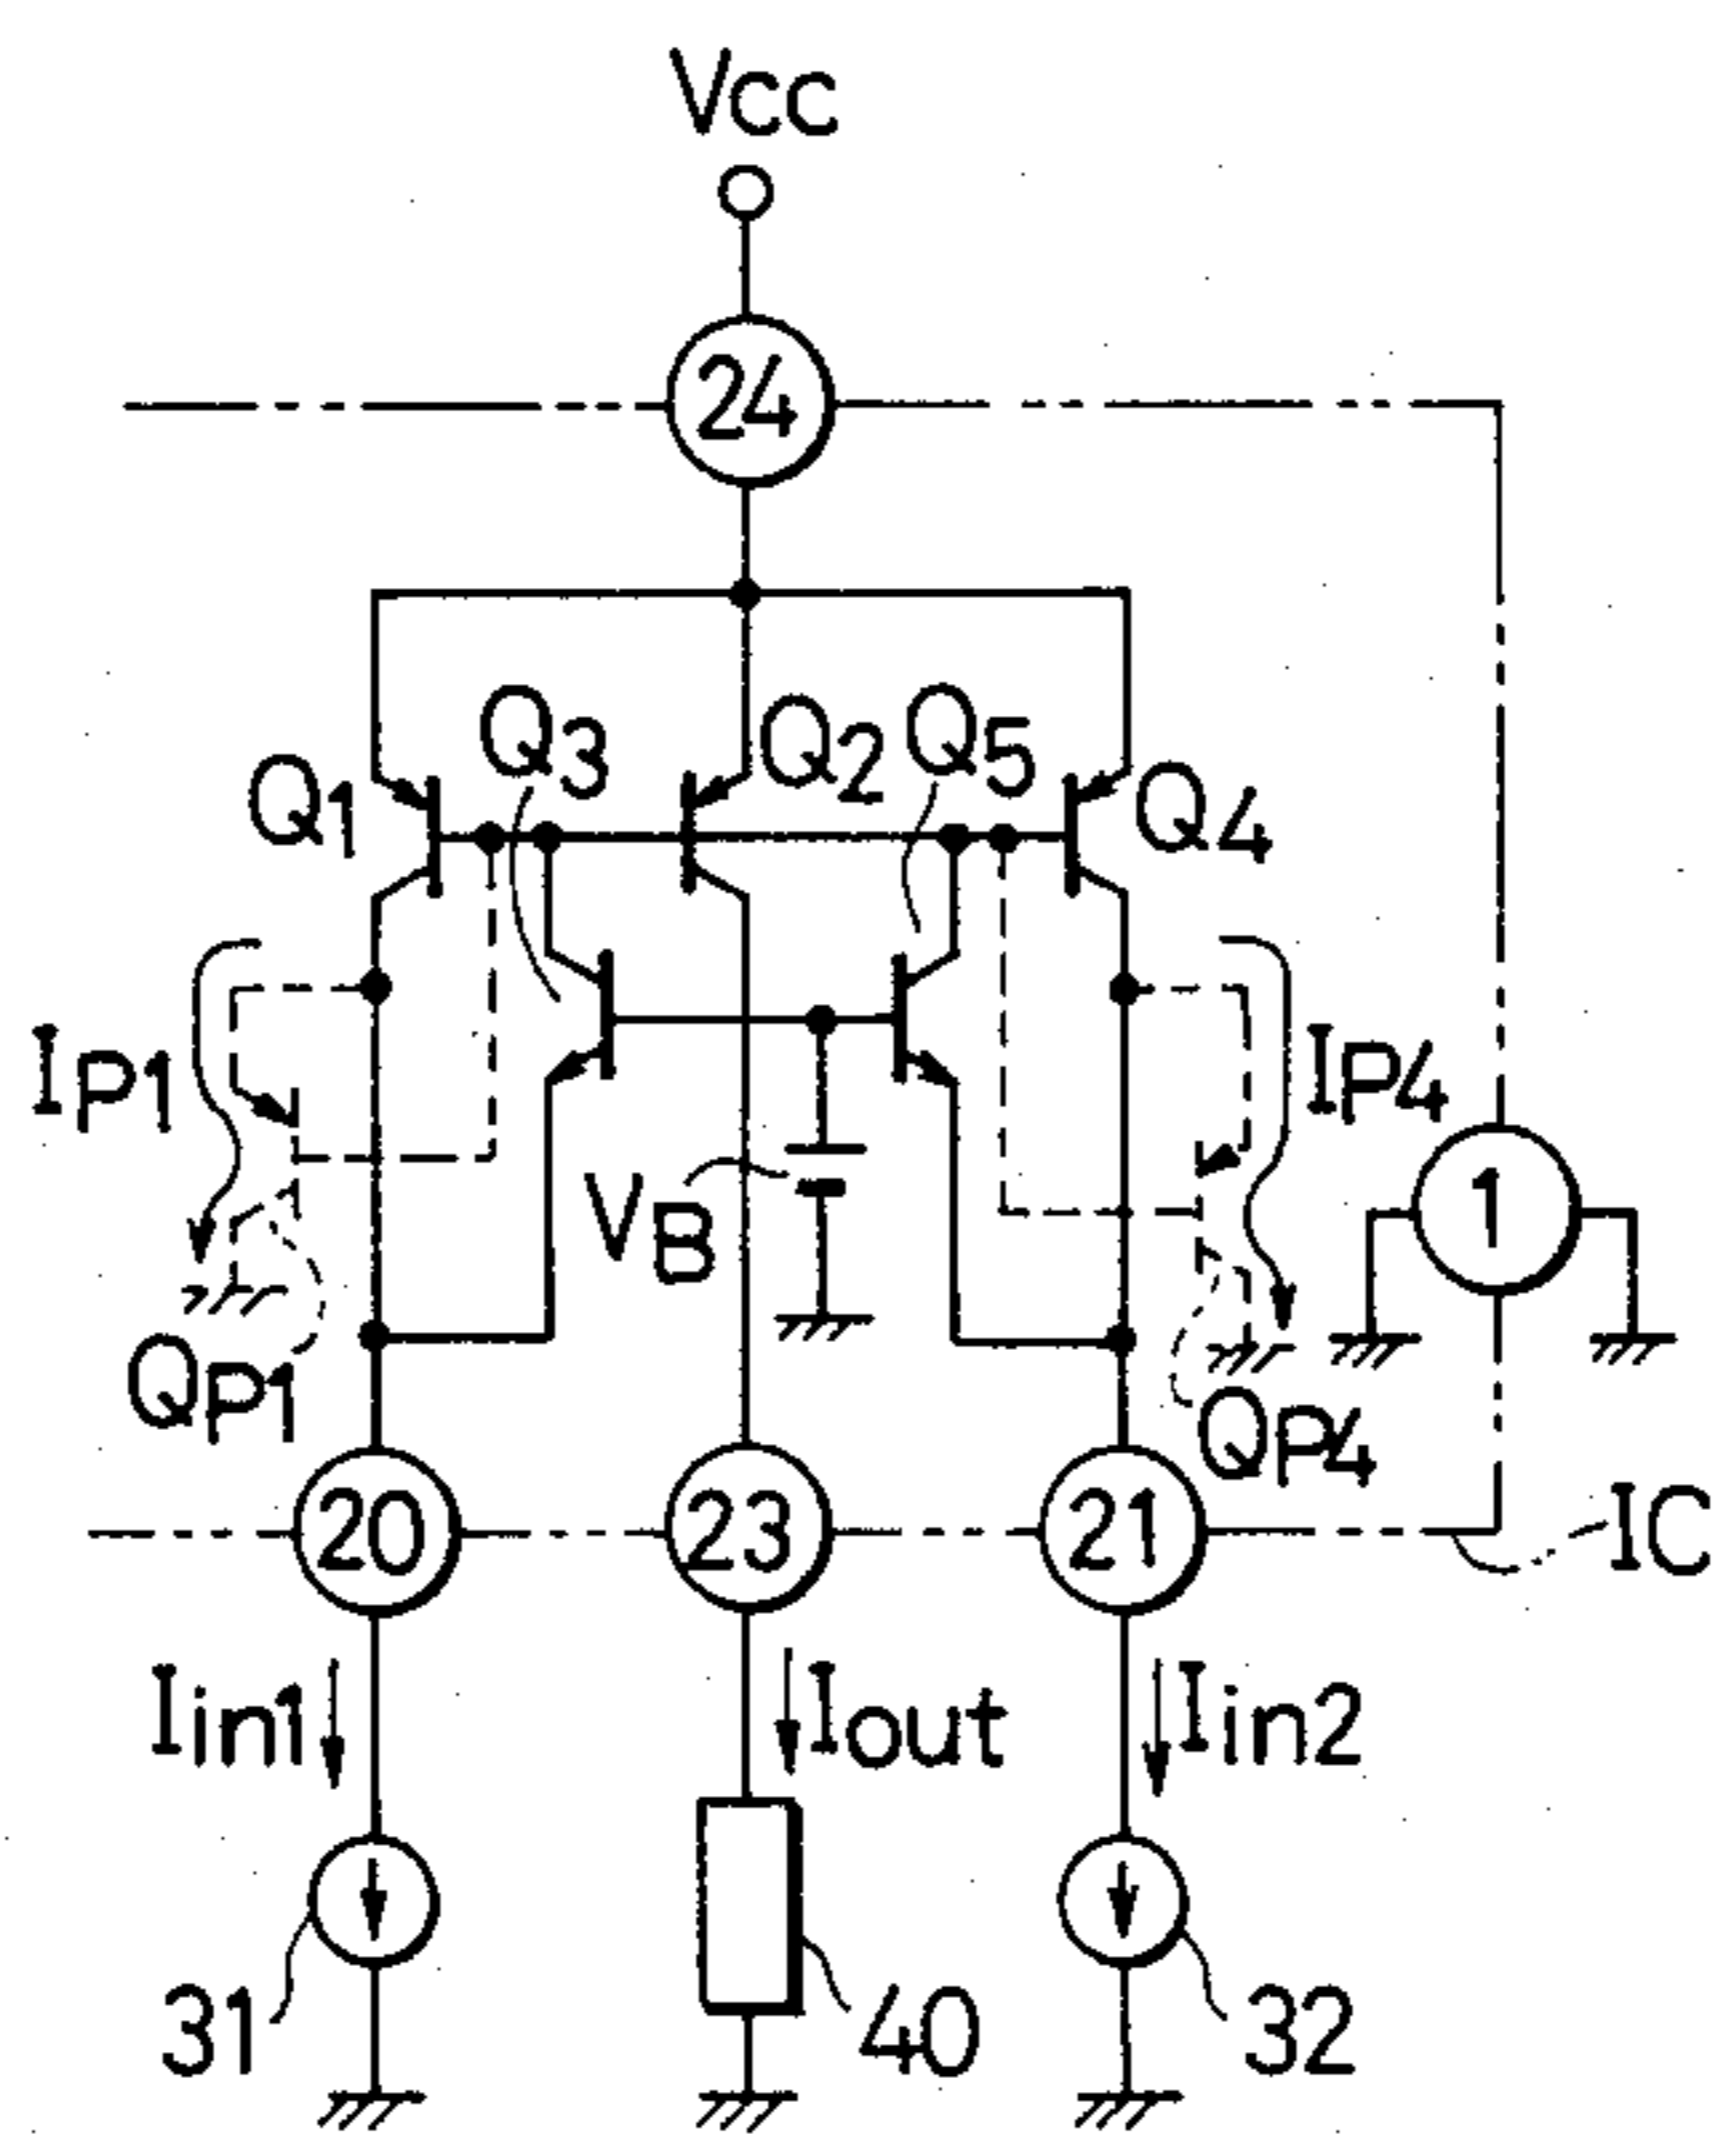 Vcc
24
Q3 Q2 Q5
Q1 Q4
IP1 IP4
VB 1
QP1 QP4
20 23 21 IC
Iin1 Iout Iin2
31 40 32